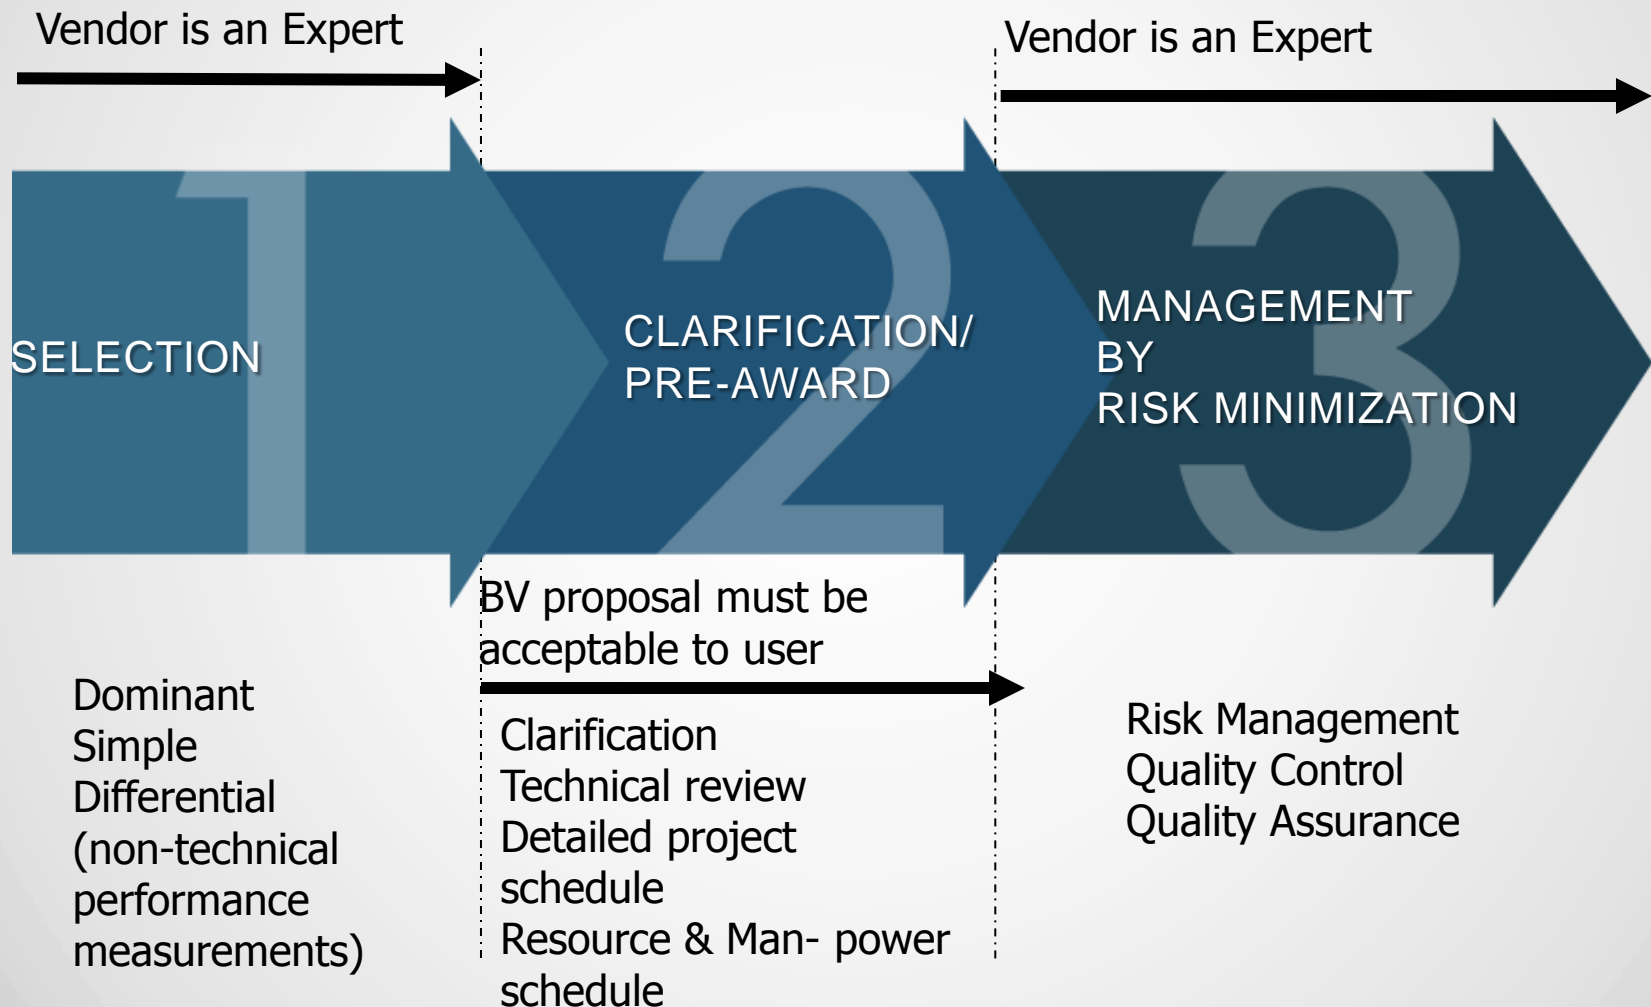 Vendor is an Expert
Vendor is an Expert
1
2
3
SELECTION
CLARIFICATION/
PRE-AWARD
MANAGEMENT
BY
RISK MINIMIZATION
BV proposal must be
acceptable to user
Dominant
Simple
Differential
(non-technical
performance
measurements)
Clarification
Technical review
Detailed project
schedule
Resource & Man- power
schedule
Risk Management
Quality Control
Quality Assurance